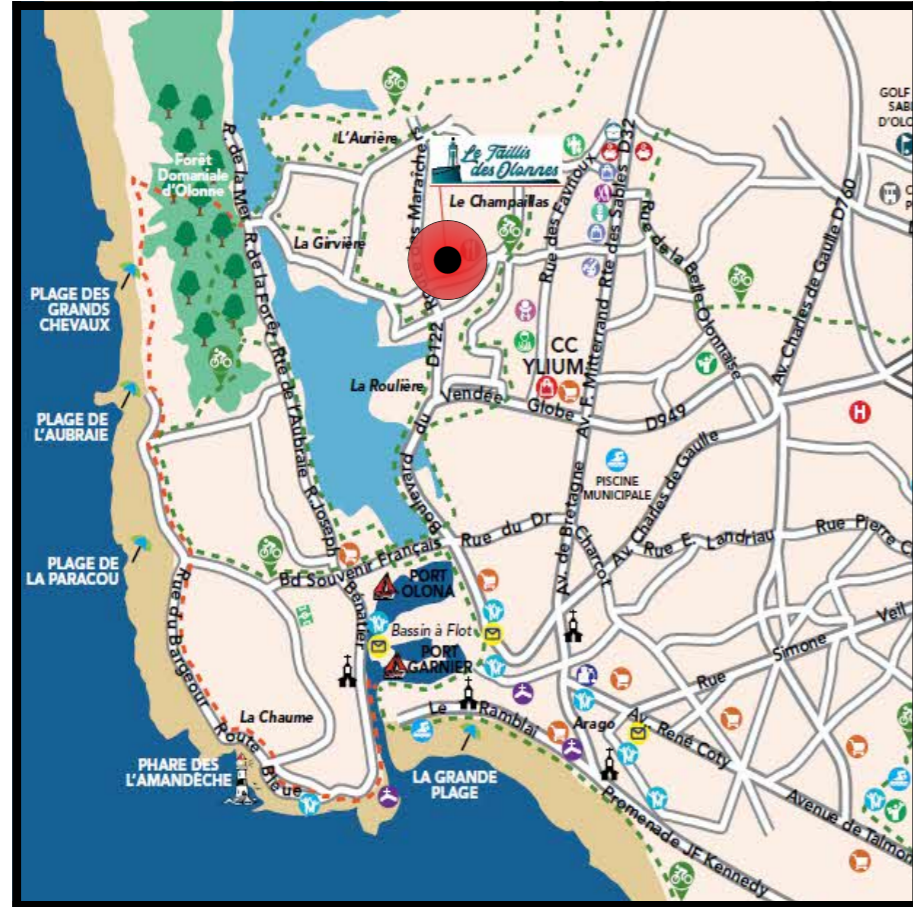 GOLF
SAB
D'OLO
L'Aurière
R. de la Mer
Forêt
Domaniale
d'Olonne
Le Taillis
des Olonnes
Le Champaillas
La Girvière
Rue des Favrioux
Rte des Sables D32
Rue de la Belle Olonnaise
Av. Charles de Gaulle D760
PLAGE DES
GRANDS
CHEVAUX
R. de la Forêt
Rte de l'Aubraie
R. Joseph
Bénatier
D122
CC
YLIUM
La Roulière
Boulevard du Vendée Globe D949
Av. F. Mitterrand
H
PLAGE DE
L'AUBRAIE
PISCINE
MUNICIPALE
Av. Charles de Gaulle
Av. de Bretagne
Rue du Dr Charcot
Rue E. Landriau
Rue Pierre C
PLAGE DE
LA PARACOU
Bd Souvenir Français
PORT
OLONA
Bassin à Flot
PORT
GARNIER
Rue Simone Veil
Rue du Bargeour
La Chaume
Le Remblai
Arago
Av. René Coty
Route Bleue
PHARE DES
L'AMANDÈCHE
LA GRANDE
PLAGE
Promenade JF Kennedy
Avenue de Talmon